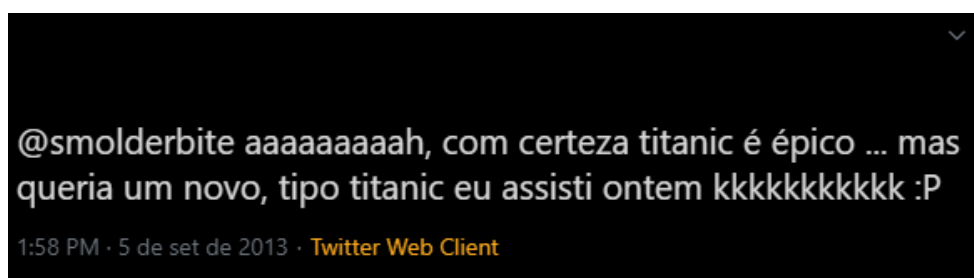 @smolderbite aaaaaaaaah, com certeza titanic é épico ... mas
queria um novo, tipo titanic eu assisti ontem kkkkkkkkkkk :P
1:58 PM · 5 de set de 2013 · Twitter Web Client